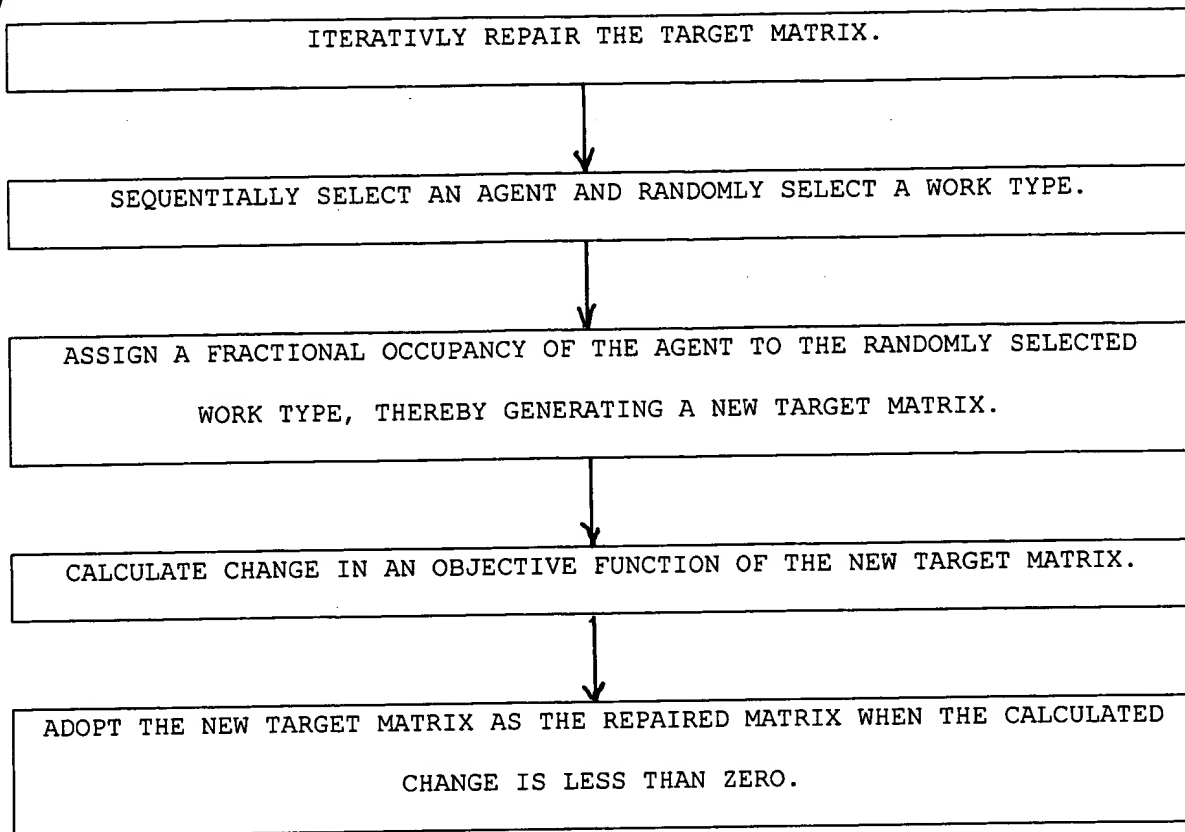 ITERATIVLY REPAIR THE TARGET MATRIX.
SEQUENTIALLY SELECT AN AGENT AND RANDOMLY SELECT A WORK TYPE.
ASSIGN A FRACTIONAL OCCUPANCY OF THE AGENT TO THE RANDOMLY SELECTED
WORK TYPE, THEREBY GENERATING A NEW TARGET MATRIX.
CALCULATE CHANGE IN AN OBJECTIVE FUNCTION OF THE NEW TARGET MATRIX.
ADOPT THE NEW TARGET MATRIX AS THE REPAIRED MATRIX WHEN THE CALCULATED
CHANGE IS LESS THAN ZERO.